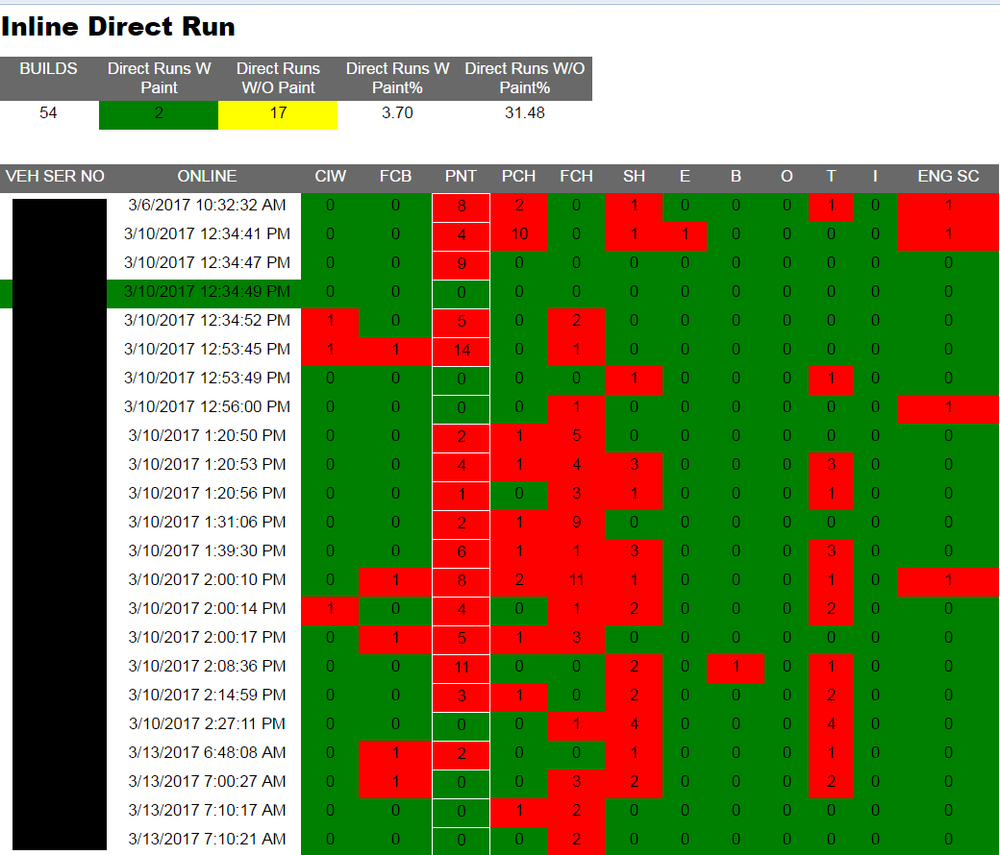 Inline Direct Run
BUILDS Direct Runs W Paint Direct Runs W/O Paint Direct Runs W Paint% Direct Runs W/O Paint%
54 2 17 3.70 31.48
VEH SER NO ONLINE CIW FCB PNT PCH FCH SH E B O T I ENG SC
3/6/2017 10:32:32 AM 0 0 8 2 0 1 0 0 0 1 0 1
3/10/2017 12:34:41 PM 0 0 4 10 0 1 1 0 0 0 0 1
3/10/2017 12:34:47 PM 0 0 9 0 0 0 0 0 0 0 0 0
3/10/2017 12:34:49 PM 0 0 0 0 0 0 0 0 0 0 0 0
3/10/2017 12:34:52 PM 1 0 5 0 2 0 0 0 0 0 0 0
3/10/2017 12:53:45 PM 1 1 14 0 1 0 0 0 0 0 0 0
3/10/2017 12:53:49 PM 0 0 0 0 0 1 0 0 0 1 0 0
3/10/2017 12:56:00 PM 0 0 0 0 1 0 0 0 0 0 0 1
3/10/2017 1:20:50 PM 0 0 2 1 5 0 0 0 0 0 0 0
3/10/2017 1:20:53 PM 0 0 4 1 4 3 0 0 0 3 0 0
3/10/2017 1:20:56 PM 0 0 1 0 3 1 0 0 0 1 0 0
3/10/2017 1:31:06 PM 0 0 2 1 9 0 0 0 0 0 0 0
3/10/2017 1:39:30 PM 0 0 6 1 1 3 0 0 0 3 0 0
3/10/2017 2:00:10 PM 0 1 8 2 11 1 0 0 0 1 0 1
3/10/2017 2:00:14 PM 1 0 4 0 1 2 0 0 0 2 0 0
3/10/2017 2:00:17 PM 0 1 5 1 3 0 0 0 0 0 0 0
3/10/2017 2:08:36 PM 0 0 11 0 0 2 0 1 0 1 0 0
3/10/2017 2:14:59 PM 0 0 3 1 0 2 0 0 0 2 0 0
3/10/2017 2:27:11 PM 0 0 0 0 1 4 0 0 0 4 0 0
3/13/2017 6:48:08 AM 0 1 2 0 0 1 0 0 0 1 0 0
3/13/2017 7:00:27 AM 0 1 0 0 3 2 0 0 0 2 0 0
3/13/2017 7:10:17 AM 0 0 0 1 2 0 0 0 0 0 0 0
3/13/2017 7:10:21 AM 0 0 0 0 2 0 0 0 0 0 0 0